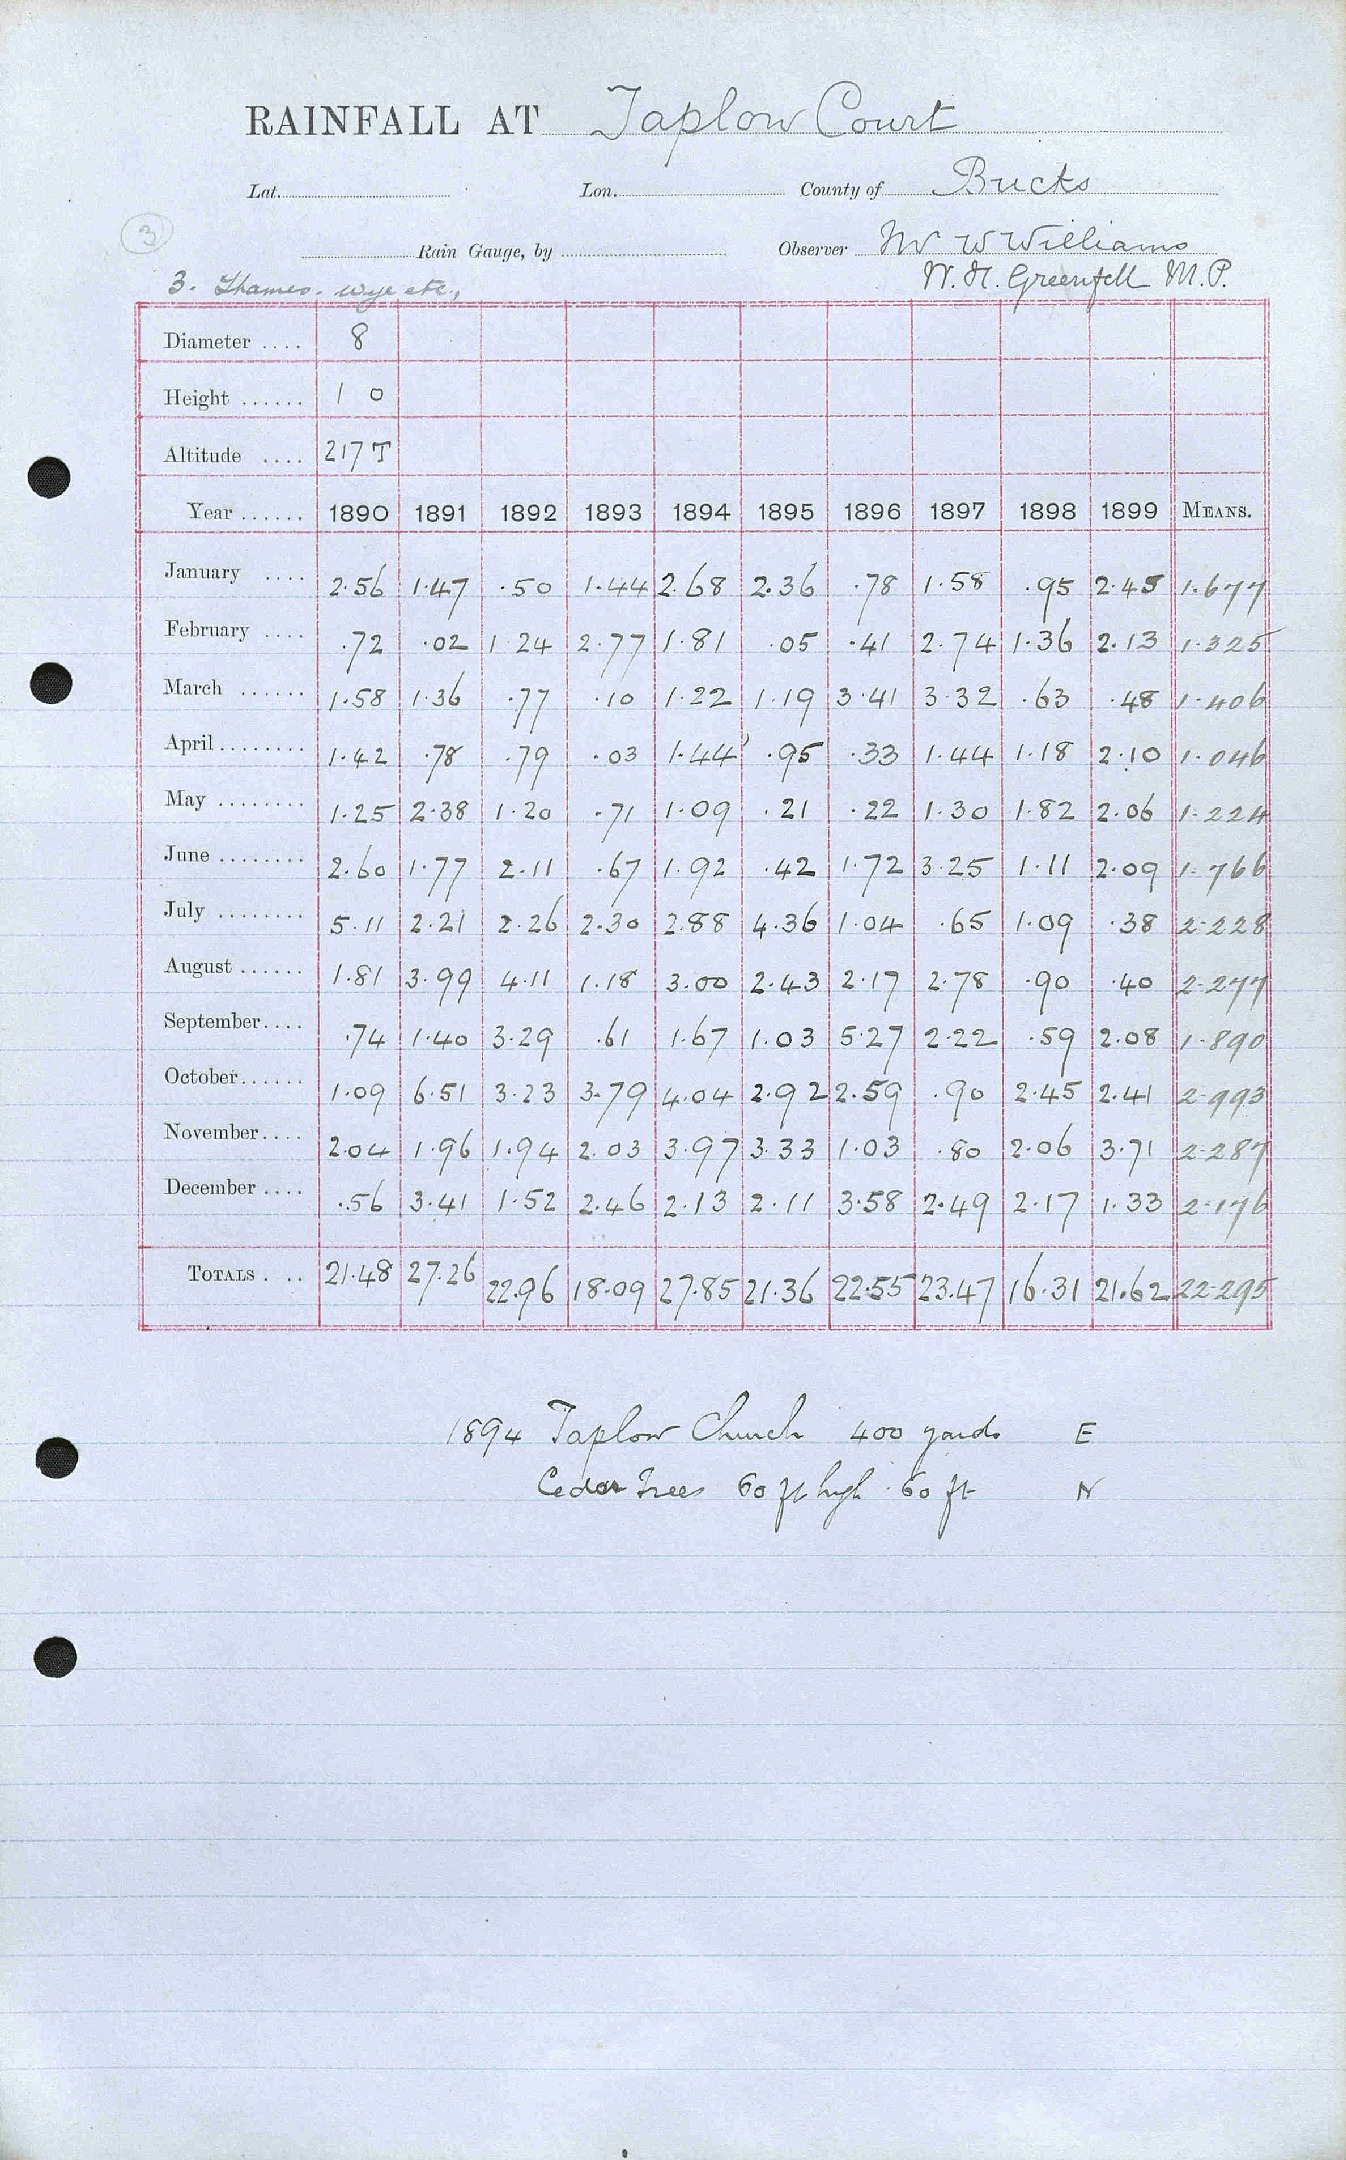 RAINFALL AT Taplow Court
Lat. Lon. County of Bucks
3 Rain Gauge, by Observer Mr W Williams
3. Thames. Wye etc., W. H. Grenfell M.P.
Diameter .... 8
Height ...... 1 0
Altitude .... 217 T
Year ...... 1890 1891 1892 1893 1894 1895 1896 1897 1898 1899 MEANS.
January .... 2.56 1.47 .50 1.44 2.68 2.36 .78 1.58 .95 2.45 1.677
February .... .72 .02 1.24 2.77 1.81 .05 .41 2.74 1.36 2.13 1.325
March ...... 1.58 1.36 .77 .10 1.22 1.19 3.41 3.32 .63 .48 1.406
April ........ 1.42 .78 .79 .03 1.44 .95 .33 1.44 1.18 2.10 1.046
May ........ 1.25 2.38 1.20 .71 1.09 .21 .22 1.30 1.82 2.06 1.224
June ........ 2.60 1.77 2.11 .67 1.92 .42 1.72 3.25 1.11 2.09 1.766
July ........ 5.11 2.21 2.26 2.30 2.88 4.36 1.04 .65 1.09 .38 2.228
August ...... 1.81 3.99 4.11 1.18 3.00 2.43 2.17 2.78 .90 .40 2.277
September .... .74 1.40 3.29 .61 1.67 1.03 5.27 2.22 .59 2.08 1.890
October ...... 1.09 6.51 3.23 3.79 4.04 2.92 2.59 .90 2.45 2.41 2.993
November .... 2.04 1.96 1.94 2.03 3.97 3.33 1.03 .80 2.06 3.71 2.287
December .... .56 3.41 1.52 2.46 2.13 2.11 3.58 2.49 2.17 1.33 2.176
TOTALS ... 21.48 27.26 22.96 18.09 27.85 21.36 22.55 23.47 16.31 21.62 22.295
1894 Taplow Church 400 yards E
Cedar Trees 60 ft high . 60 ft N